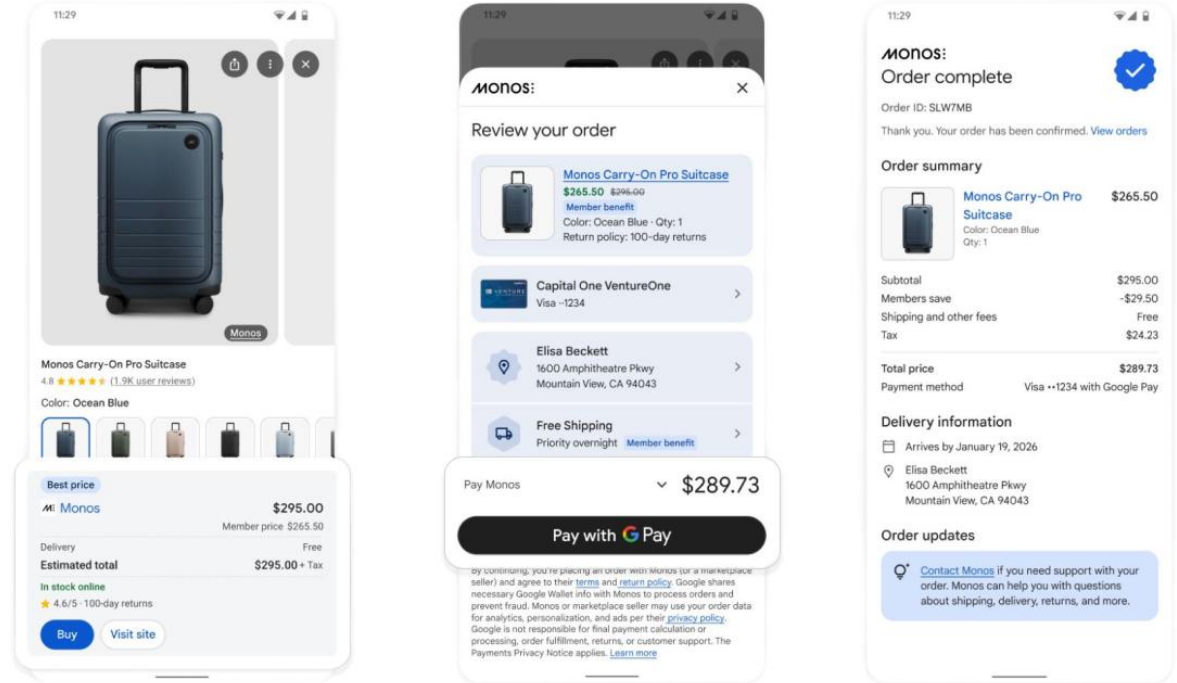 11:29
Monos
Monos Carry-On Pro Suitcase
4.8 (1.9K user reviews)
Color: Ocean Blue
Best price
Monos $295.00
Member price $265.50
Delivery Free
Estimated total $295.00 + Tax
In stock online
4.6/5 · 100-day returns
Buy Visit site
11:29
MONOS
Review your order
Monos Carry-On Pro Suitcase
$265.50 $295.00
Member benefit
Color: Ocean Blue · Qty: 1
Return policy: 100-day returns
VENTURE
Capital One VentureOne
Visa ··1234
Elisa Beckett
1600 Amphitheatre Pkwy
Mountain View, CA 94043
Free Shipping
Priority overnight Member benefit
Pay Monos $289.73
Pay with G Pay
By continuing, you're placing an order with Monos (or a marketplace
seller) and agree to their terms and return policy. Google shares
necessary Google Wallet info with Monos to process orders and
prevent fraud. Monos or marketplace seller may use your order data
for analytics, personalization, and ads per their privacy policy.
Google is not responsible for final payment calculation or
processing, order fulfillment, returns, or customer support. The
Payments Privacy Notice applies. Learn more
11:29
MONOS
Order complete
Order ID: SLW7MB
Thank you. Your order has been confirmed. View orders
Order summary
Monos Carry-On Pro $265.50
Suitcase
Color: Ocean Blue
Qty: 1
Subtotal $295.00
Members save -$29.50
Shipping and other fees Free
Tax $24.23
Total price $289.73
Payment method Visa ··1234 with Google Pay
Delivery information
Arrives by January 19, 2026
Elisa Beckett
1600 Amphitheatre Pkwy
Mountain View, CA 94043
Order updates
Contact Monos if you need support with your
order. Monos can help you with questions
about shipping, delivery, returns, and more.